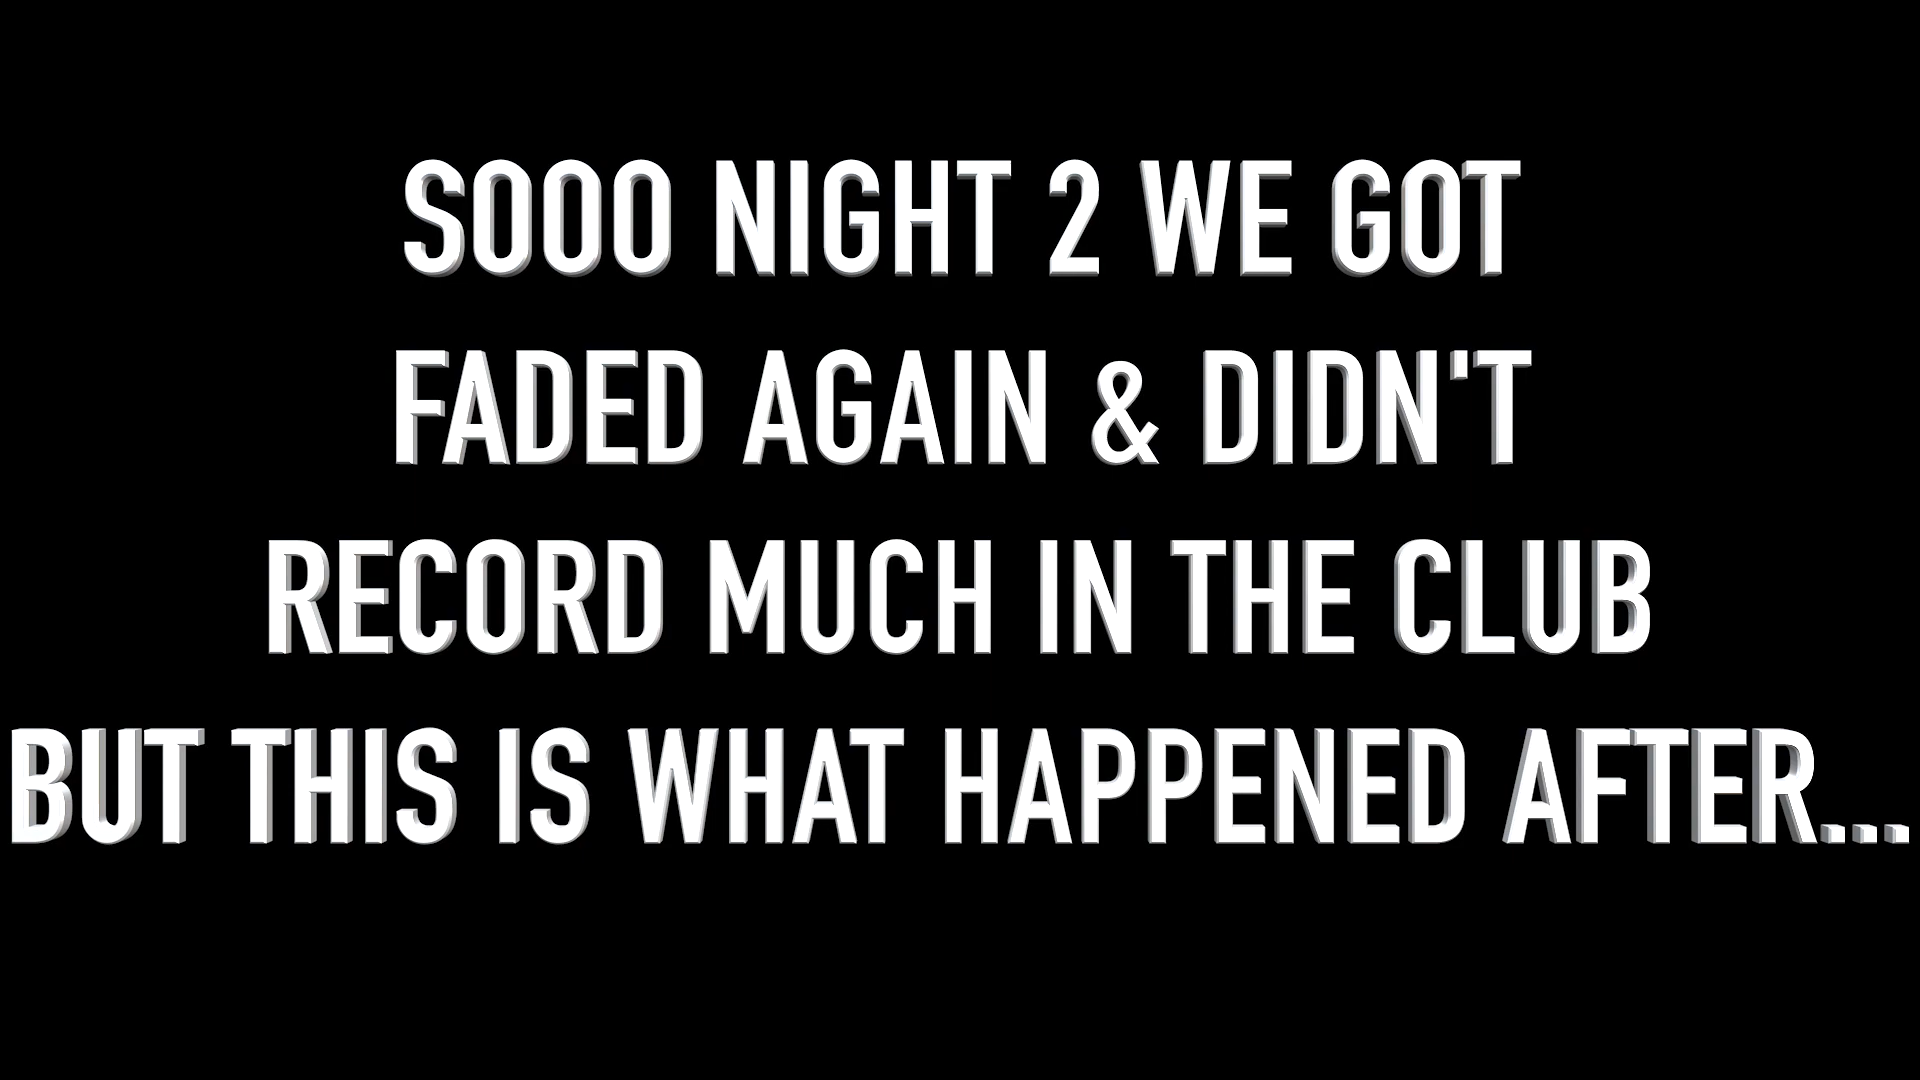 SOOO NIGHT 2 WE GOT
FADED AGAIN & DIDN'T
RECORD MUCH IN THE CLUB
BUT THIS IS WHAT HAPPENED AFTER...